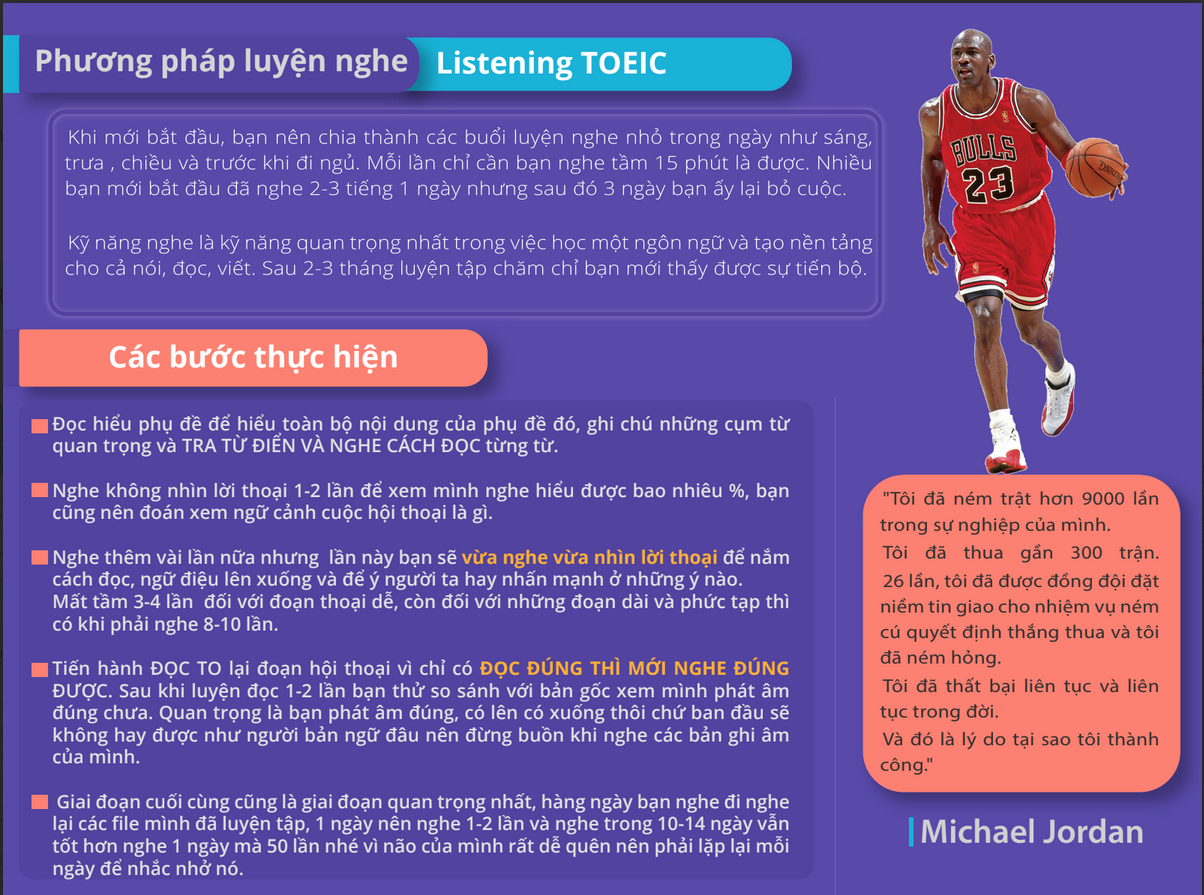 Phương pháp luyện nghe Listening TOEIC
Khi mới bắt đầu, bạn nên chia thành các buổi luyện nghe nhỏ trong ngày như sáng,
trưa , chiều và trước khi đi ngủ. Mỗi lần chỉ cần bạn nghe tầm 15 phút là được. Nhiều
bạn mới bắt đầu đã nghe 2-3 tiếng 1 ngày nhưng sau đó 3 ngày bạn ấy lại bỏ cuộc.
Kỹ năng nghe là kỹ năng quan trọng nhất trong việc học một ngôn ngữ và tạo nền tảng
cho cả nói, đọc, viết. Sau 2-3 tháng luyện tập chăm chỉ bạn mới thấy được sự tiến bộ.
BULLS
23
Các bước thực hiện
Đọc hiểu phụ đề để hiểu toàn bộ nội dung của phụ đề đó, ghi chú những cụm từ
quan trọng và TRA TỪ ĐIỂN VÀ NGHE CÁCH ĐỌC từng từ.
Nghe không nhìn lời thoại 1-2 lần để xem mình nghe hiểu được bao nhiêu %, bạn
cũng nên đoán xem ngữ cảnh cuộc hội thoại là gì.
Nghe thêm vài lần nữa nhưng lần này bạn sẽ vừa nghe vừa nhìn lời thoại để nắm
cách đọc, ngữ điệu lên xuống và để ý người ta hay nhấn mạnh ở những ý nào.
Mất tầm 3-4 lần đối với đoạn thoại dễ, còn đối với những đoạn dài và phức tạp thì
có khi phải nghe 8-10 lần.
Tiến hành ĐỌC TO lại đoạn hội thoại vì chỉ có ĐỌC ĐÚNG THÌ MỚI NGHE ĐÚNG
ĐƯỢC. Sau khi luyện đọc 1-2 lần bạn thử so sánh với bản gốc xem mình phát âm
đúng chưa. Quan trọng là bạn phát âm đúng, có lên có xuống thôi chứ ban đầu sẽ
không hay được như người bản ngữ đâu nên đừng buồn khi nghe các bản ghi âm
của mình.
Giai đoạn cuối cùng cũng là giai đoạn quan trọng nhất, hàng ngày bạn nghe đi nghe
lại các file mình đã luyện tập, 1 ngày nên nghe 1-2 lần và nghe trong 10-14 ngày vẫn
tốt hơn nghe 1 ngày mà 50 lần nhé vì não của mình rất dễ quên nên phải lặp lại mỗi
ngày để nhắc nhở nó.
"Tôi đã ném trật hơn 9000 lần
trong sự nghiệp của mình.
Tôi đã thua gần 300 trận.
26 lần, tôi đã được đồng đội đặt
niềm tin giao cho nhiệm vụ ném
cú quyết định thắng thua và tôi
đã ném hỏng.
Tôi đã thất bại liên tục và liên
tục trong đời.
Và đó là lý do tại sao tôi thành
công."
Michael Jordan